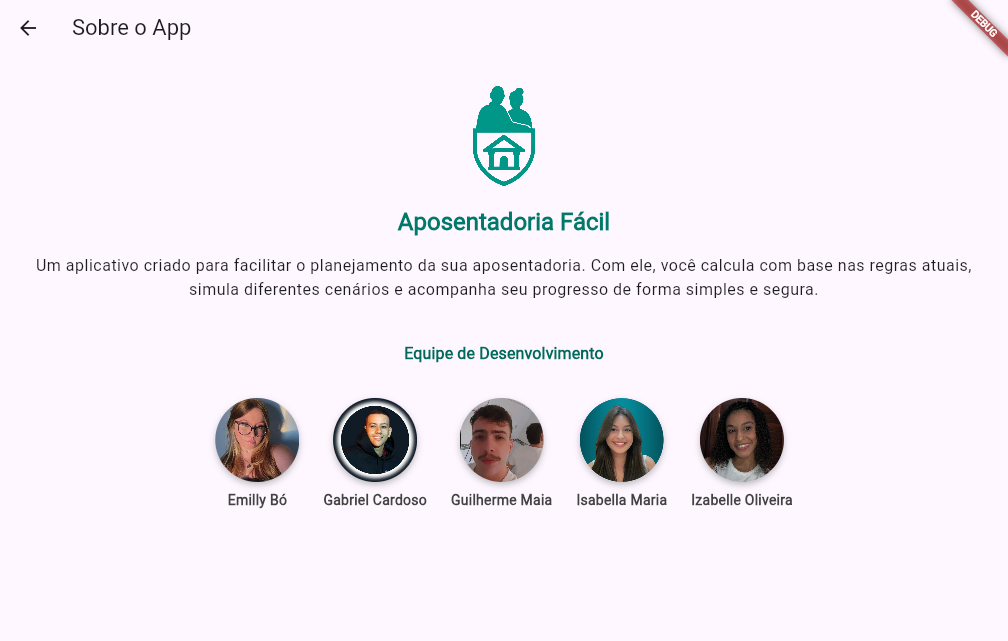 Sobre o App
DEBUG
Aposentadoria Fácil
Um aplicativo criado para facilitar o planejamento da sua aposentadoria. Com ele, você calcula com base nas regras atuais,
simula diferentes cenários e acompanha seu progresso de forma simples e segura.
Equipe de Desenvolvimento
Emilly Bó
Gabriel Cardoso
Guilherme Maia
Isabella Maria
Izabelle Oliveira